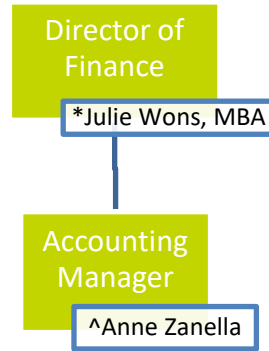 Director of
Finance
*Julie Wons, MBA
Accounting
Manager
^Anne Zanella